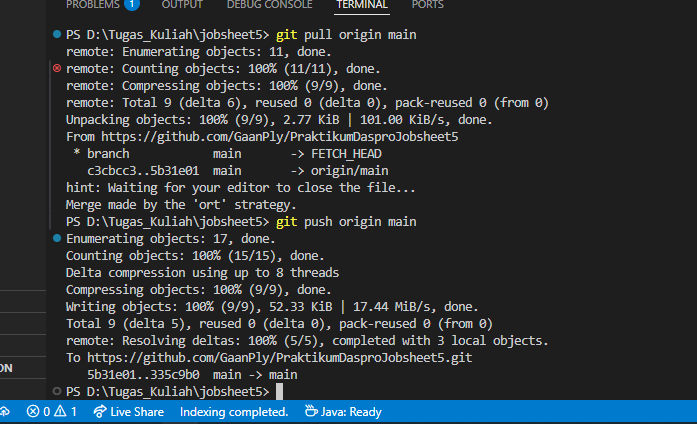 PROBLEMS 1 OUTPUT DEBUG CONSOLE TERMINAL PORTS
PS D:\Tugas_Kuliah\jobsheet5> git pull origin main
remote: Enumerating objects: 11, done.
remote: Counting objects: 100% (11/11), done.
remote: Compressing objects: 100% (9/9), done.
remote: Total 9 (delta 6), reused 0 (delta 0), pack-reused 0 (from 0)
Unpacking objects: 100% (9/9), 2.77 KiB | 101.00 KiB/s, done.
From https://github.com/GaanPly/PraktikumDasproJobsheet5
 * branch            main       -> FETCH_HEAD
   c3cbcc3..5b31e01  main       -> origin/main
hint: Waiting for your editor to close the file...
Merge made by the 'ort' strategy.
PS D:\Tugas_Kuliah\jobsheet5> git push origin main
Enumerating objects: 17, done.
Counting objects: 100% (15/15), done.
Delta compression using up to 8 threads
Compressing objects: 100% (9/9), done.
Writing objects: 100% (9/9), 52.33 KiB | 17.44 MiB/s, done.
Total 9 (delta 5), reused 0 (delta 0), pack-reused 0 (from 0)
remote: Resolving deltas: 100% (5/5), completed with 3 local objects.
To https://github.com/GaanPly/PraktikumDasproJobsheet5.git
   5b31e01..335c9b0  main -> main
ON
PS D:\Tugas_Kuliah\jobsheet5>
0 1 Live Share Indexing completed. Java: Ready